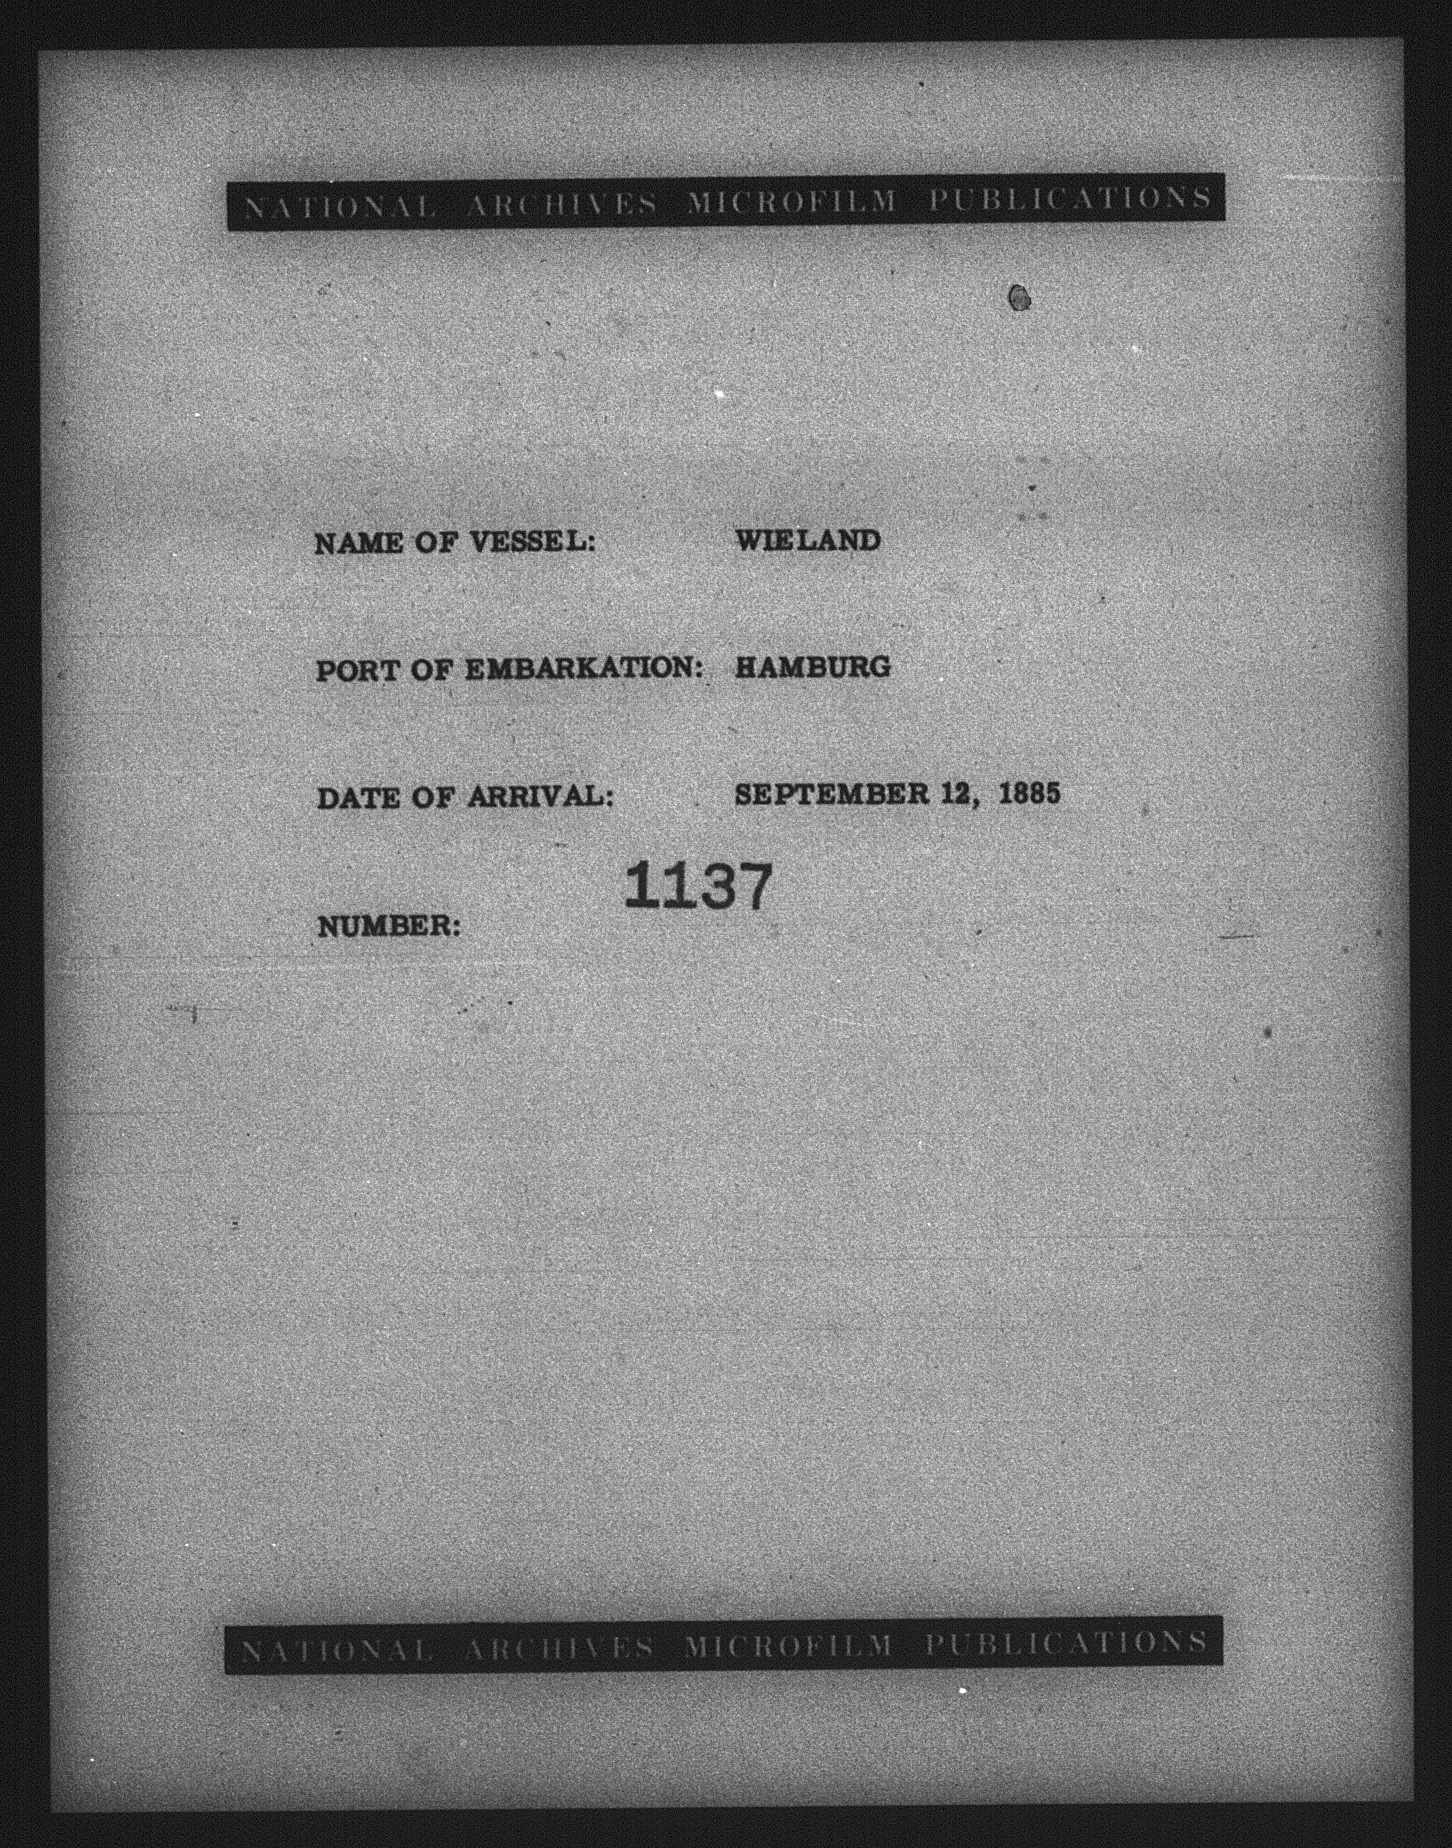 NATIONAL ARCHIVES MICROFILM PUBLICATIONS
NAME OF VESSEL: WIELAND
PORT OF EMBARKATION: HAMBURG
DATE OF ARRIVAL: SEPTEMBER 12, 1885
1137
NUMBER:
NATIONAL ARCHIVES MICROFILM PUBLICATIONS